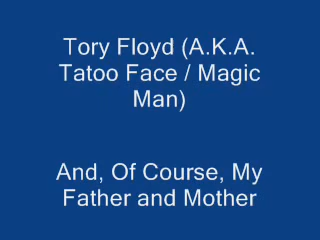 Tory Floyd (A.K.A.
Tatoo Face / Magic
Man)
And, Of Course, My
Father and Mother